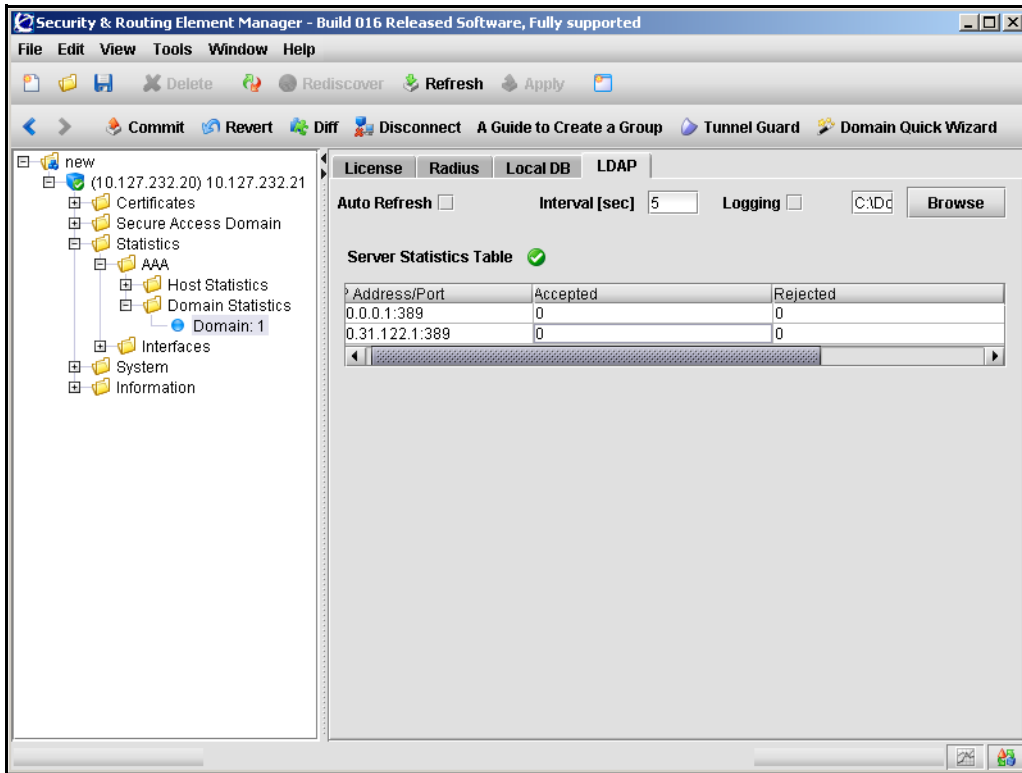 Security & Routing Element Manager - Build 016 Released Software, Fully supported
File Edit View Tools Window Help
Delete Rediscover Refresh Apply
Commit Revert Diff Disconnect A Guide to Create a Group Tunnel Guard Domain Quick Wizard
new
(10.127.232.20) 10.127.232.21
Certificates
Secure Access Domain
Statistics
AAA
Host Statistics
Domain Statistics
Domain: 1
Interfaces
System
Information
License Radius Local DB LDAP
Auto Refresh Interval [sec] 5 Logging C:\Dc Browse
Server Statistics Table
Address/Port Accepted Rejected
0.0.0.1:389 0 0
0.31.122.1:389 0 0